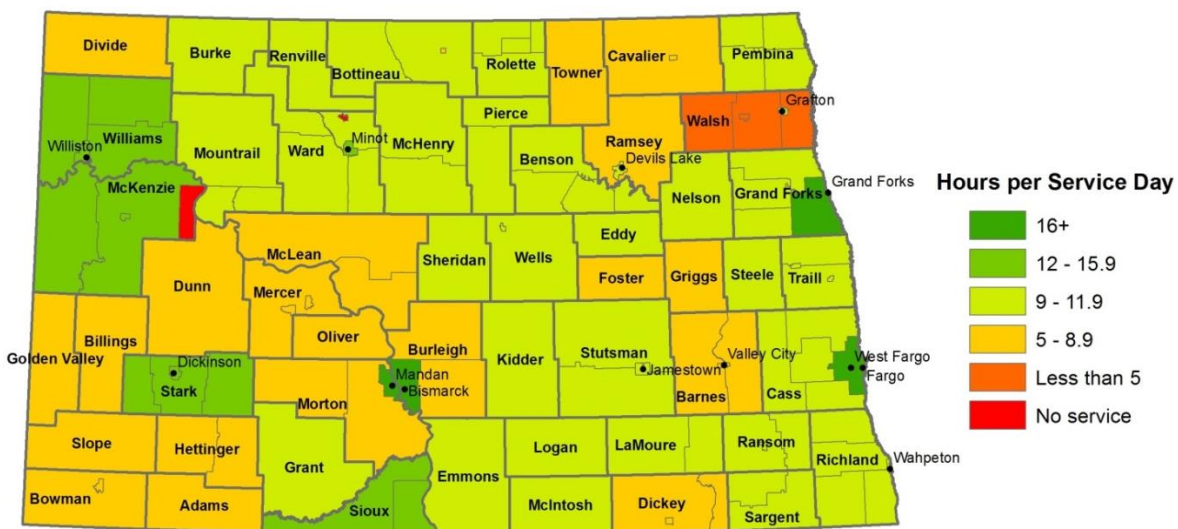 Divide
Burke
Renville
Bottineau
Rolette
Towner
Cavalier
Pembina
Williams
Williston
Mountrail
Ward
Minot
McHenry
Pierce
Benson
Ramsey
Devils Lake
Walsh
Grafton
McKenzie
Nelson
Grand Forks
Grand Forks
Dunn
McLean
Mercer
Oliver
Sheridan
Wells
Eddy
Foster
Griggs
Steele
Traill
Golden Valley
Billings
Dickinson
Stark
Morton
Mandan
Bismarck
Burleigh
Kidder
Stutsman
Jamestown
Valley City
Barnes
Cass
West Fargo
Fargo
Slope
Hettinger
Grant
Emmons
Logan
LaMoure
Ransom
Richland
Wahpeton
Bowman
Adams
Sioux
McIntosh
Dickey
Sargent
Hours per Service Day
16+
12 - 15.9
9 - 11.9
5 - 8.9
Less than 5
No service